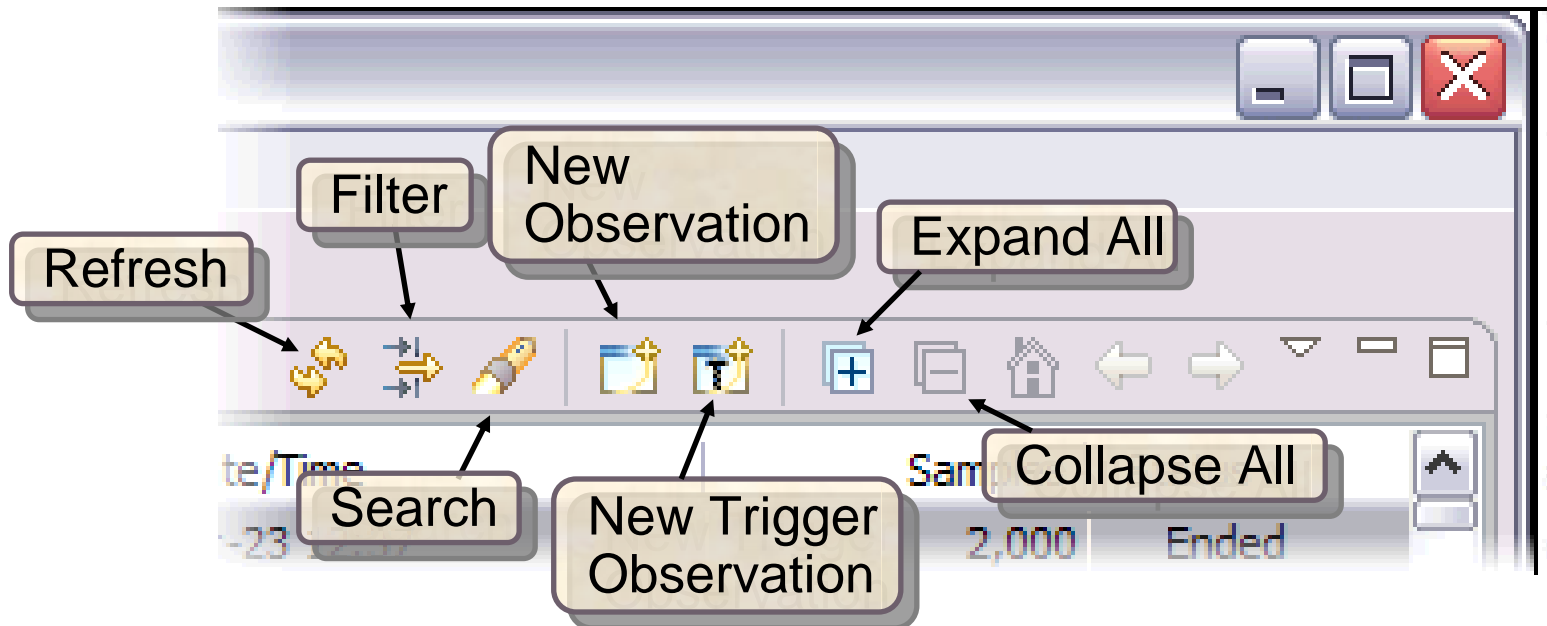 New
Observation
Filter
Expand All
Refresh
T
te/Time
Collapse All
Search
New Trigger
Observation
2,000
Ended